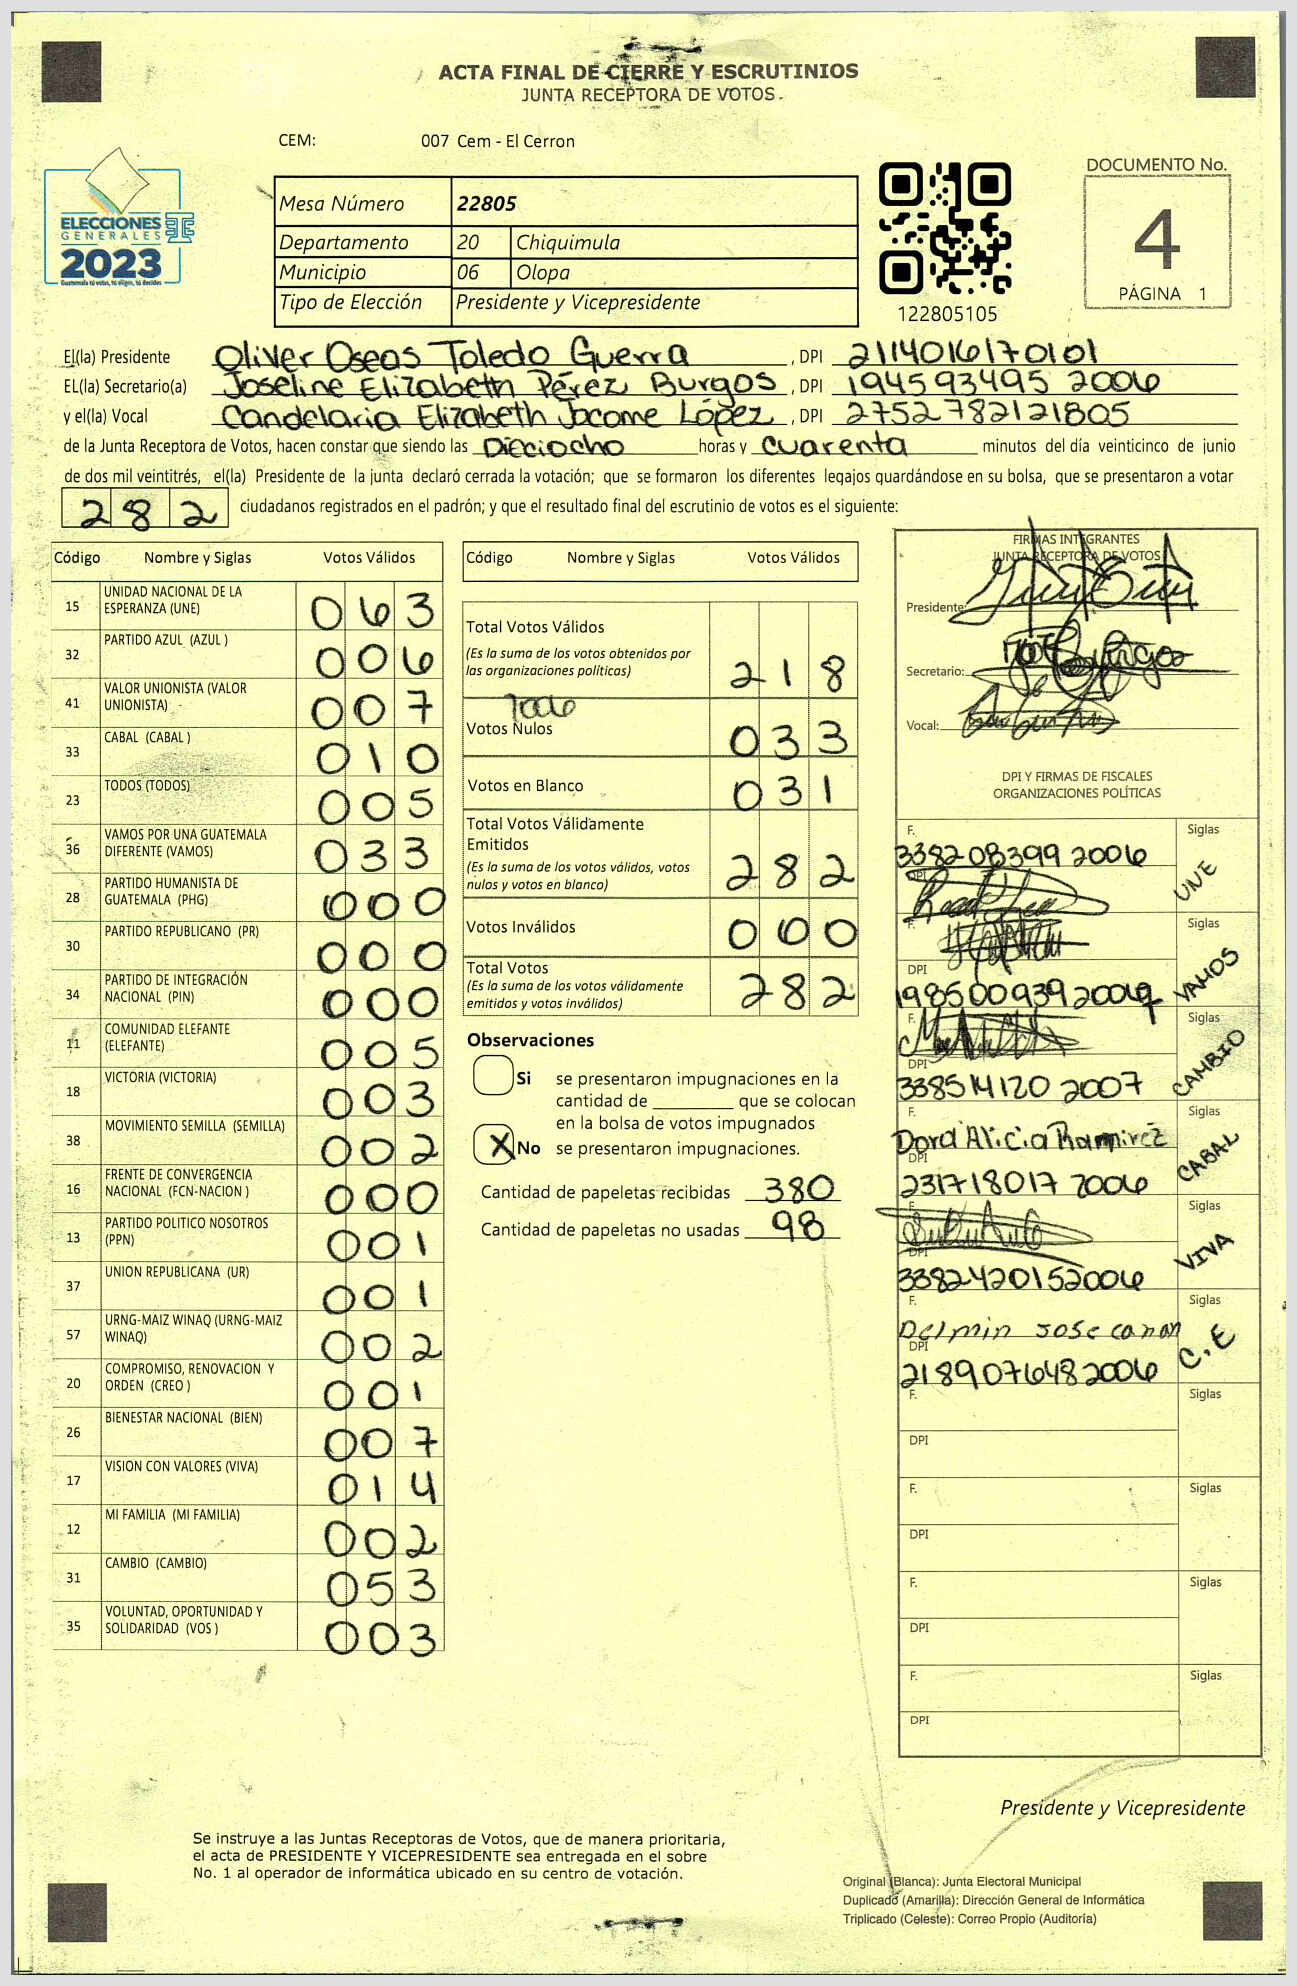 ACTA FINAL DE CIERRE Y ESCRUTINIOS
JUNTA RECEPTORA DE VOTOS
CEM: 007 Cem - El Cerron
ELECCIONES
GENERALES
2023
Guatemala tú votas, tú eliges, tú decides
Mesa Número 22805
Departamento 20 Chiquimula
Municipio 06 Olopa
Tipo de Elección Presidente y Vicepresidente
122805105
DOCUMENTO No.
4
PÁGINA 1
El(la) Presidente Oliver Oseas Toledo Guerra, DPI 2114016170101
EL(la) Secretario(a) Joseline Elizabeth Pérez Burgos, DPI 194593495 2006
y el(la) Vocal Candelaria Elizabeth Jacome López, DPI 2752782121805
de la Junta Receptora de Votos, hacen constar que siendo las Dieciocho horas y cuarenta minutos del día veinticinco de junio
de dos mil veintitrés, el(la) Presidente de la junta declaró cerrada la votación; que se formaron los diferentes legajos guardándose en su bolsa, que se presentaron a votar
282 ciudadanos registrados en el padrón; y que el resultado final del escrutinio de votos es el siguiente:
Código Nombre y Siglas Votos Válidos
15 UNIDAD NACIONAL DE LA
ESPERANZA (UNE) 063
32 PARTIDO AZUL (AZUL ) 006
41 VALOR UNIONISTA (VALOR
UNIONISTA) 007
33 CABAL (CABAL ) 010
23 TODOS (TODOS) 005
36 VAMOS POR UNA GUATEMALA
DIFERENTE (VAMOS) 033
28 PARTIDO HUMANISTA DE
GUATEMALA (PHG) 000
30 PARTIDO REPUBLICANO (PR) 000
34 PARTIDO DE INTEGRACIÓN
NACIONAL (PIN) 000
11 COMUNIDAD ELEFANTE
(ELEFANTE) 005
18 VICTORIA (VICTORIA) 003
38 MOVIMIENTO SEMILLA (SEMILLA) 002
16 FRENTE DE CONVERGENCIA
NACIONAL (FCN-NACION ) 000
13 PARTIDO POLITICO NOSOTROS
(PPN) 001
37 UNION REPUBLICANA (UR) 001
57 URNG-MAIZ WINAQ (URNG-MAIZ
WINAQ) 002
20 COMPROMISO, RENOVACION Y
ORDEN (CREO ) 001
26 BIENESTAR NACIONAL (BIEN) 007
17 VISION CON VALORES (VIVA) 014
12 MI FAMILIA (MI FAMILIA) 002
31 CAMBIO (CAMBIO) 053
35 VOLUNTAD, OPORTUNIDAD Y
SOLIDARIDAD (VOS ) 003
Código Nombre y Siglas Votos Válidos
Total Votos Válidos
(Es la suma de los votos obtenidos por
las organizaciones políticas) 218
Votos Nulos 033
Votos en Blanco 031
Total Votos Válidamente
Emitidos
(Es la suma de los votos válidos, votos
nulos y votos en blanco) 282
Votos Inválidos 000
Total Votos
(Es la suma de los votos válidamente
emitidos y votos inválidos) 282
Observaciones
Si se presentaron impugnaciones en la
cantidad de ________ que se colocan
en la bolsa de votos impugnados
X No se presentaron impugnaciones.
Cantidad de papeletas recibidas 380
Cantidad de papeletas no usadas 98
FIRMAS INTEGRANTES
JUNTA RECEPTORA DE VOTOS
Presidente:
Secretario:
Vocal:
DPI Y FIRMAS DE FISCALES
ORGANIZACIONES POLÍTICAS
F. Siglas
338208399 2006
DPI UNE
F. Siglas
DPI
198500939 2006 VAMOS
F. Siglas
DPI
338514120 2007 CAMBIO
F. Siglas
Dora Alicia Ramirez
DPI
231718017 2006 CABAL
F. Siglas
DPI
3382420152006 VIVA
F. Siglas
Delmin Jose
DPI
2189076482006 C.E
F. Siglas
DPI
F. Siglas
DPI
F. Siglas
DPI
F. Siglas
DPI
Presidente y Vicepresidente
Se instruye a las Juntas Receptoras de Votos, que de manera prioritaria,
el acta de PRESIDENTE Y VICEPRESIDENTE sea entregada en el sobre
No. 1 al operador de informática ubicado en su centro de votación.
Original (Blanca): Junta Electoral Municipal
Duplicado (Amarilla): Dirección General de Informática
Triplicado (Celeste): Correo Propio (Auditoría)